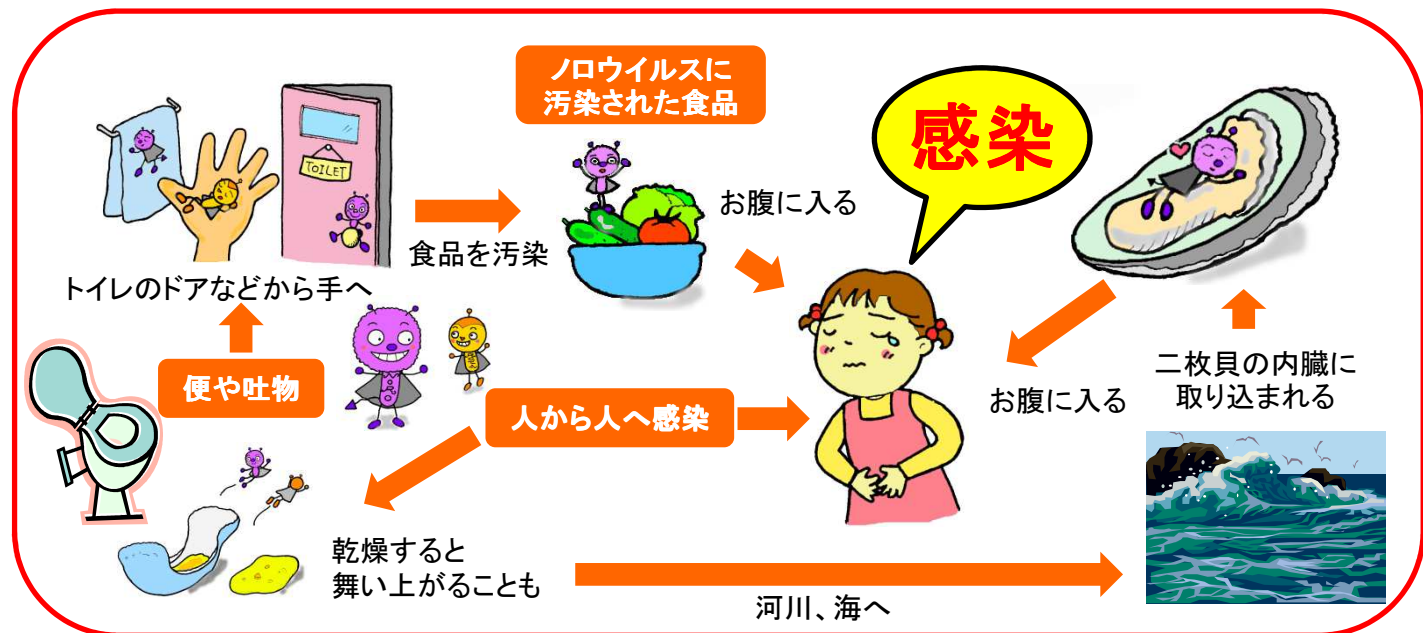 ノロウイルスに
汚染された食品
感染
TOILET
お腹に入る
食品を汚染
トイレのドアなどから手へ
便や吐物
人から人へ感染
お腹に入る
二枚貝の内臓に
取り込まれる
乾燥すると
舞い上がることも
河川、海へ